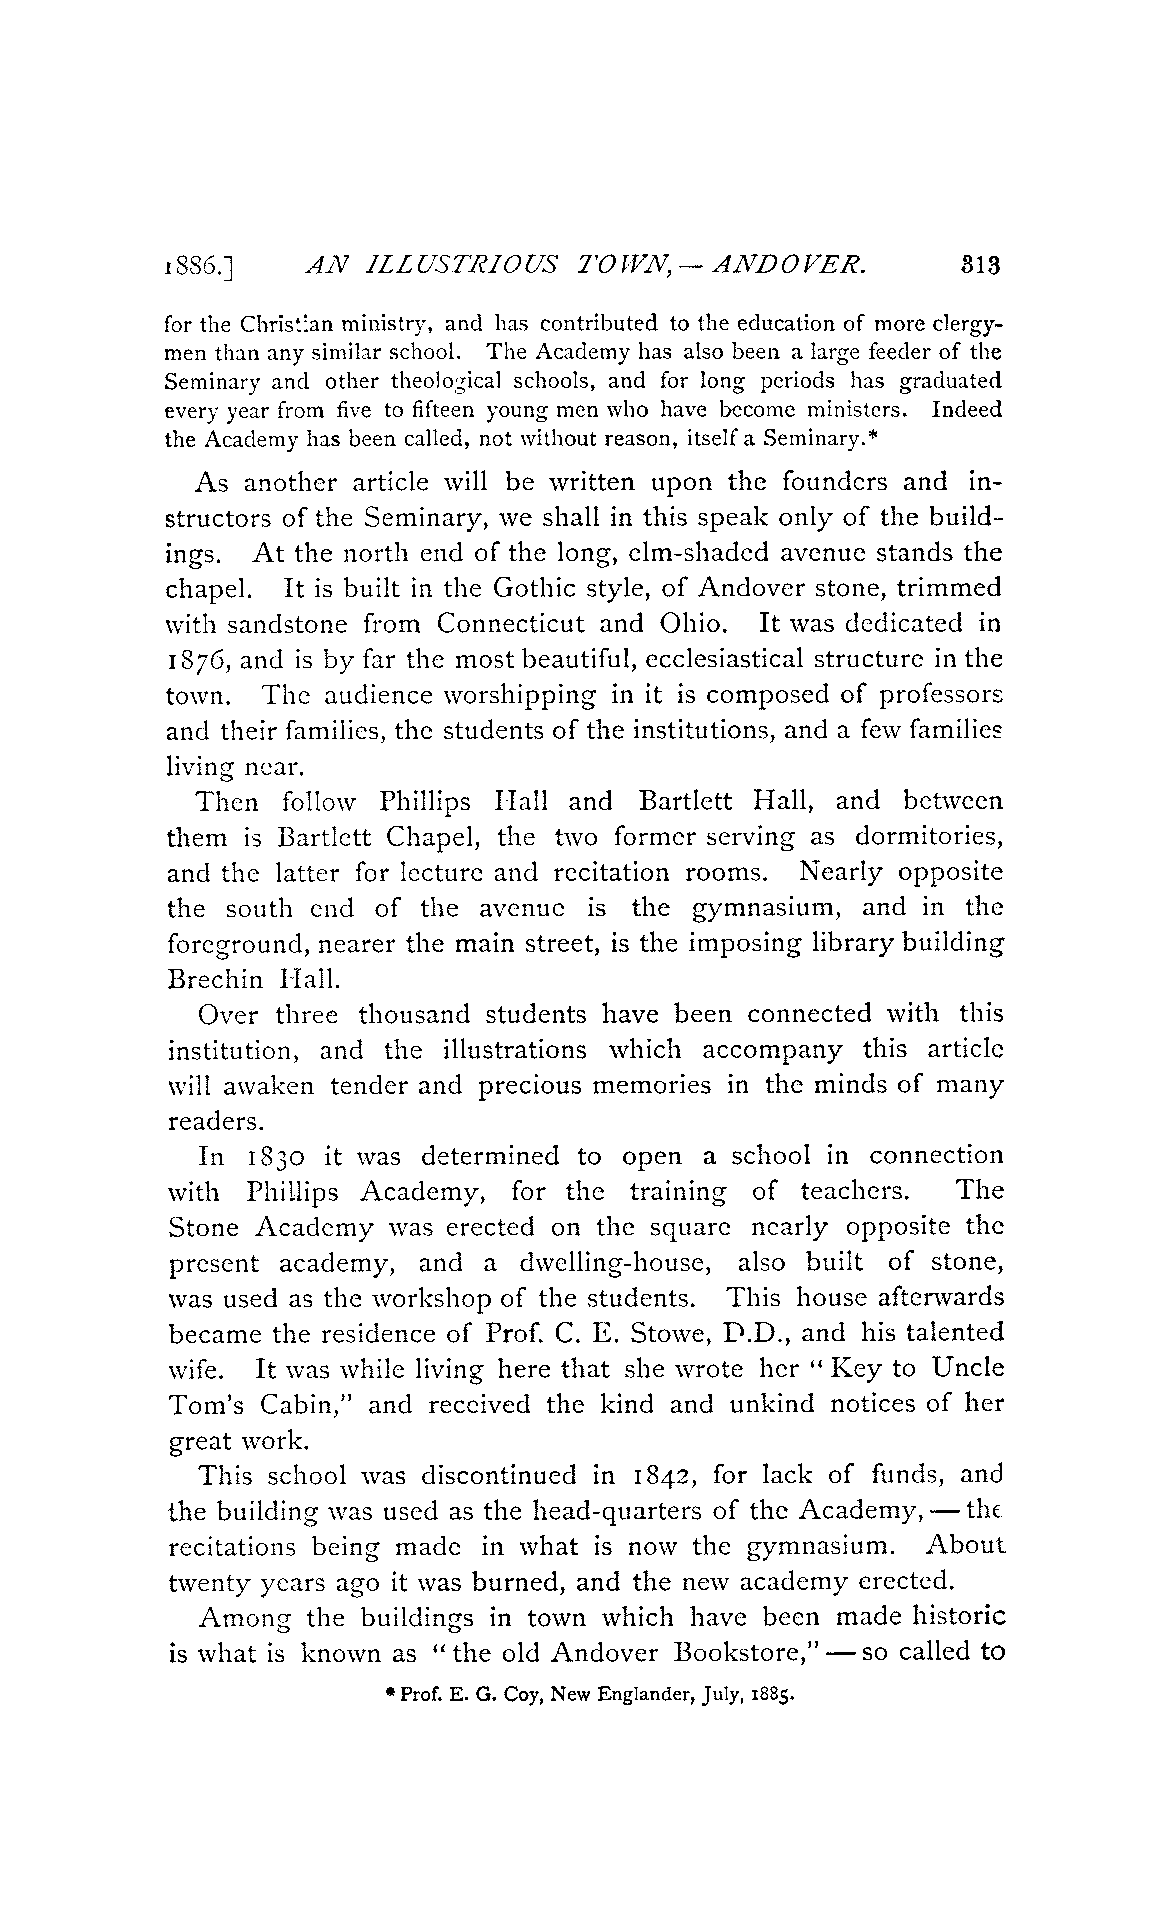 1886.] AN ILLUSTRIOUS TOWN,— ANDOVER. 313
for the Christian ministry, and has contributed to the education of more clergy-
men than any similar school. The Academy has also been a large feeder of the
Seminary and other theological schools, and for long periods has graduated
every year from five to fifteen young men who have become ministers. Indeed
the Academy has been called, not without reason, itself a Seminary.*
As another article will be written upon the founders and in-
structors of the Seminary, we shall in this speak only of the build-
ings. At the north end of the long, elm-shaded avenue stands the
chapel. It is built in the Gothic style, of Andover stone, trimmed
with sandstone from Connecticut and Ohio. It was dedicated in
1876, and is by far the most beautiful, ecclesiastical structure in the
town. The audience worshipping in it is composed of professors
and their families, the students of the institutions, and a few families
living near.
Then follow Phillips Hall and Bartlett Hall, and between
them is Bartlett Chapel, the two former serving as dormitories,
and the latter for lecture and recitation rooms. Nearly opposite
the south end of the avenue is the gymnasium, and in the
foreground, nearer the main street, is the imposing library building
Brechin Hall.
Over three thousand students have been connected with this
institution, and the illustrations which accompany this article
will awaken tender and precious memories in the minds of many
readers.
In 1830 it was determined to open a school in connection
with Phillips Academy, for the training of teachers. The
Stone Academy was erected on the square nearly opposite the
present academy, and a dwelling-house, also built of stone,
was used as the workshop of the students. This house afterwards
became the residence of Prof. C. E. Stowe, D.D., and his talented
wife. It was while living here that she wrote her " Key to Uncle
Tom's Cabin," and received the kind and unkind notices of her
great work.
This school was discontinued in 1842, for lack of funds, and
the building was used as the head-quarters of the Academy,— the
recitations being made in what is now the gymnasium. About
twenty years ago it was burned, and the new academy erected.
Among the buildings in town which have been made historic
is what is known as " the old Andover Bookstore,"— so called to
* Prof. E. G. Coy, New Englander, July, 1885.